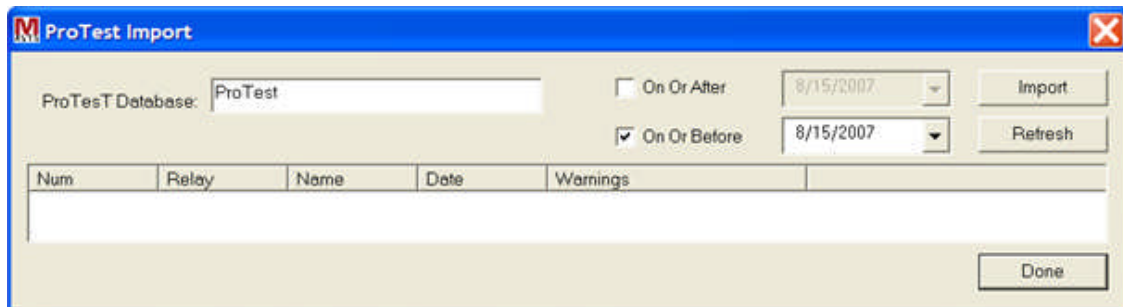 ProTest Import
ProTesT Database: ProTest
On Or After 8/15/2007 Import
On Or Before 8/15/2007 Refresh
Num Relay Name Date Warnings
Done